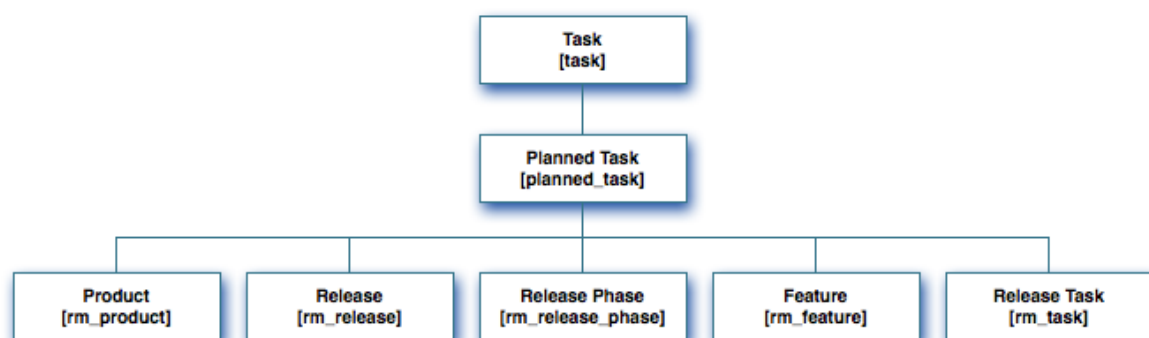 Task
[task]
Planned Task
[planned_task]
Product
[rm_product]
Release
[rm_release]
Release Phase
[rm_release_phase]
Feature
[rm_feature]
Release Task
[rm_task]